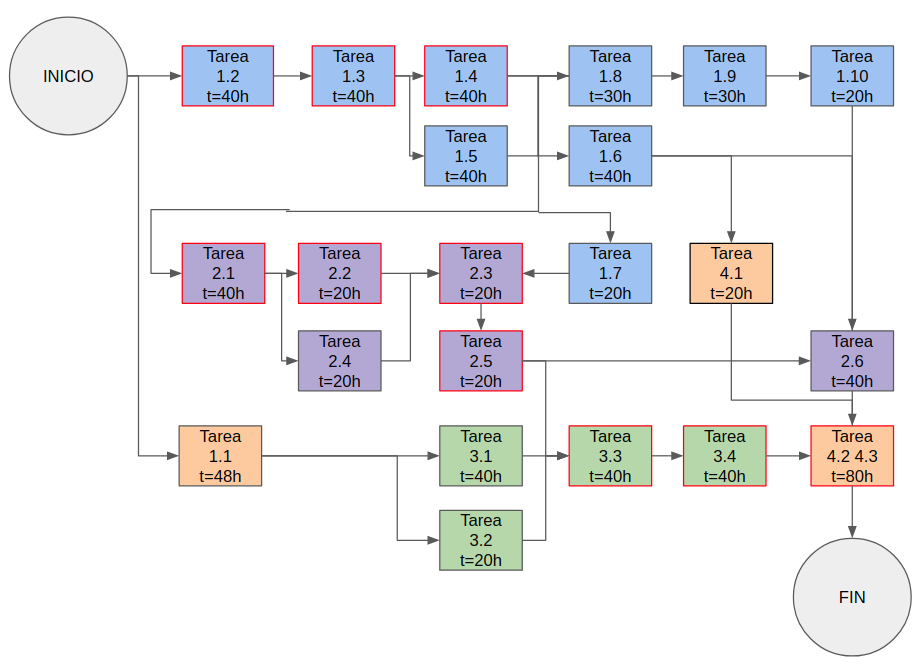 INICIO
Tarea
1.2
t=40h
Tarea
1.3
t=40h
Tarea
1.4
t=40h
Tarea
1.8
t=30h
Tarea
1.9
t=30h
Tarea
1.10
t=20h
Tarea
1.5
t=40h
Tarea
1.6
t=40h
Tarea
2.1
t=40h
Tarea
2.2
t=20h
Tarea
2.3
t=20h
Tarea
1.7
t=20h
Tarea
4.1
t=20h
Tarea
2.4
t=20h
Tarea
2.5
t=20h
Tarea
2.6
t=40h
Tarea
1.1
t=48h
Tarea
3.1
t=40h
Tarea
3.3
t=40h
Tarea
3.4
t=40h
Tarea
4.2 4.3
t=80h
Tarea
3.2
t=20h
FIN